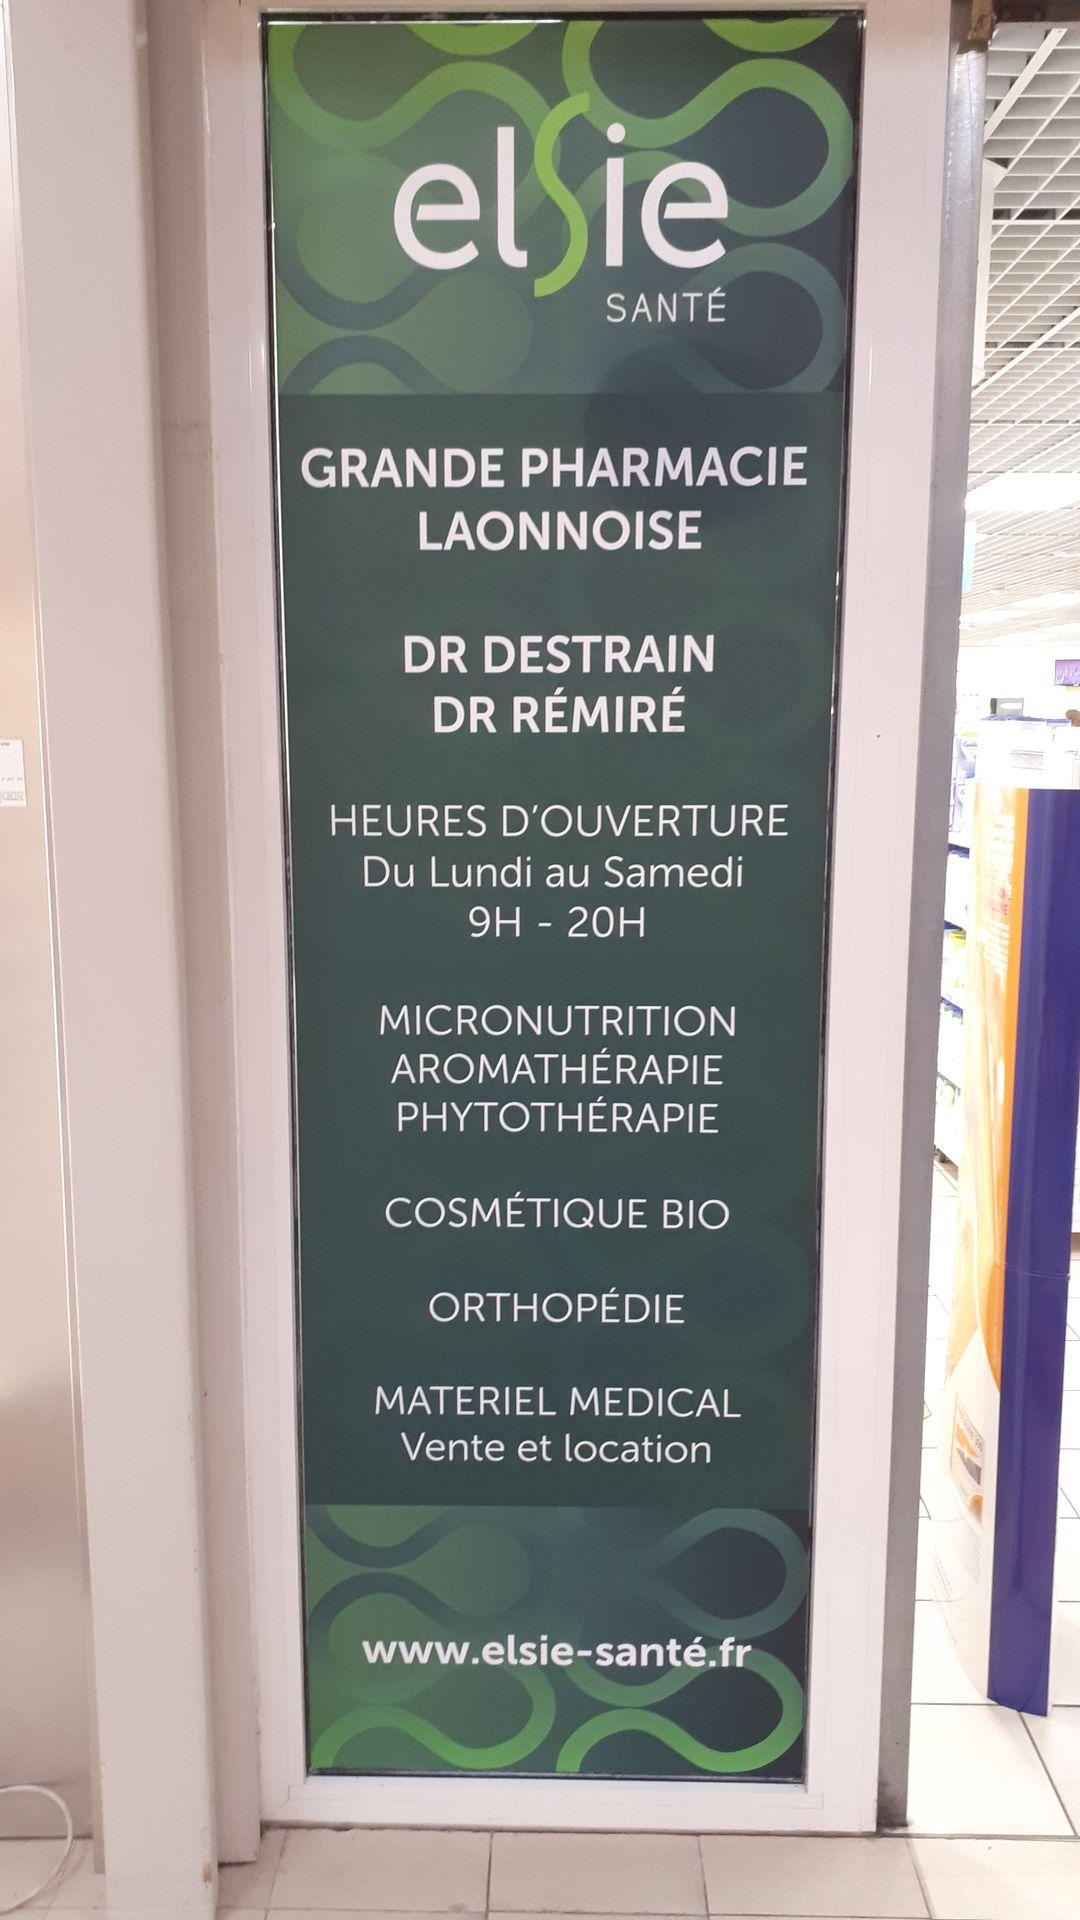 elsie
SANTÉ
GRANDE PHARMACIE
LAONNOISE
DR DESTRAIN
DR RÉMIRÉ
HEURES D'OUVERTURE
Du Lundi au Samedi
9H - 20H
MICRONUTRITION
AROMATHÉRAPIE
PHYTOTHÉRAPIE
COSMÉTIQUE BIO
ORTHOPÉDIE
MATERIEL MEDICAL
Vente et location
www.elsie-santé.fr